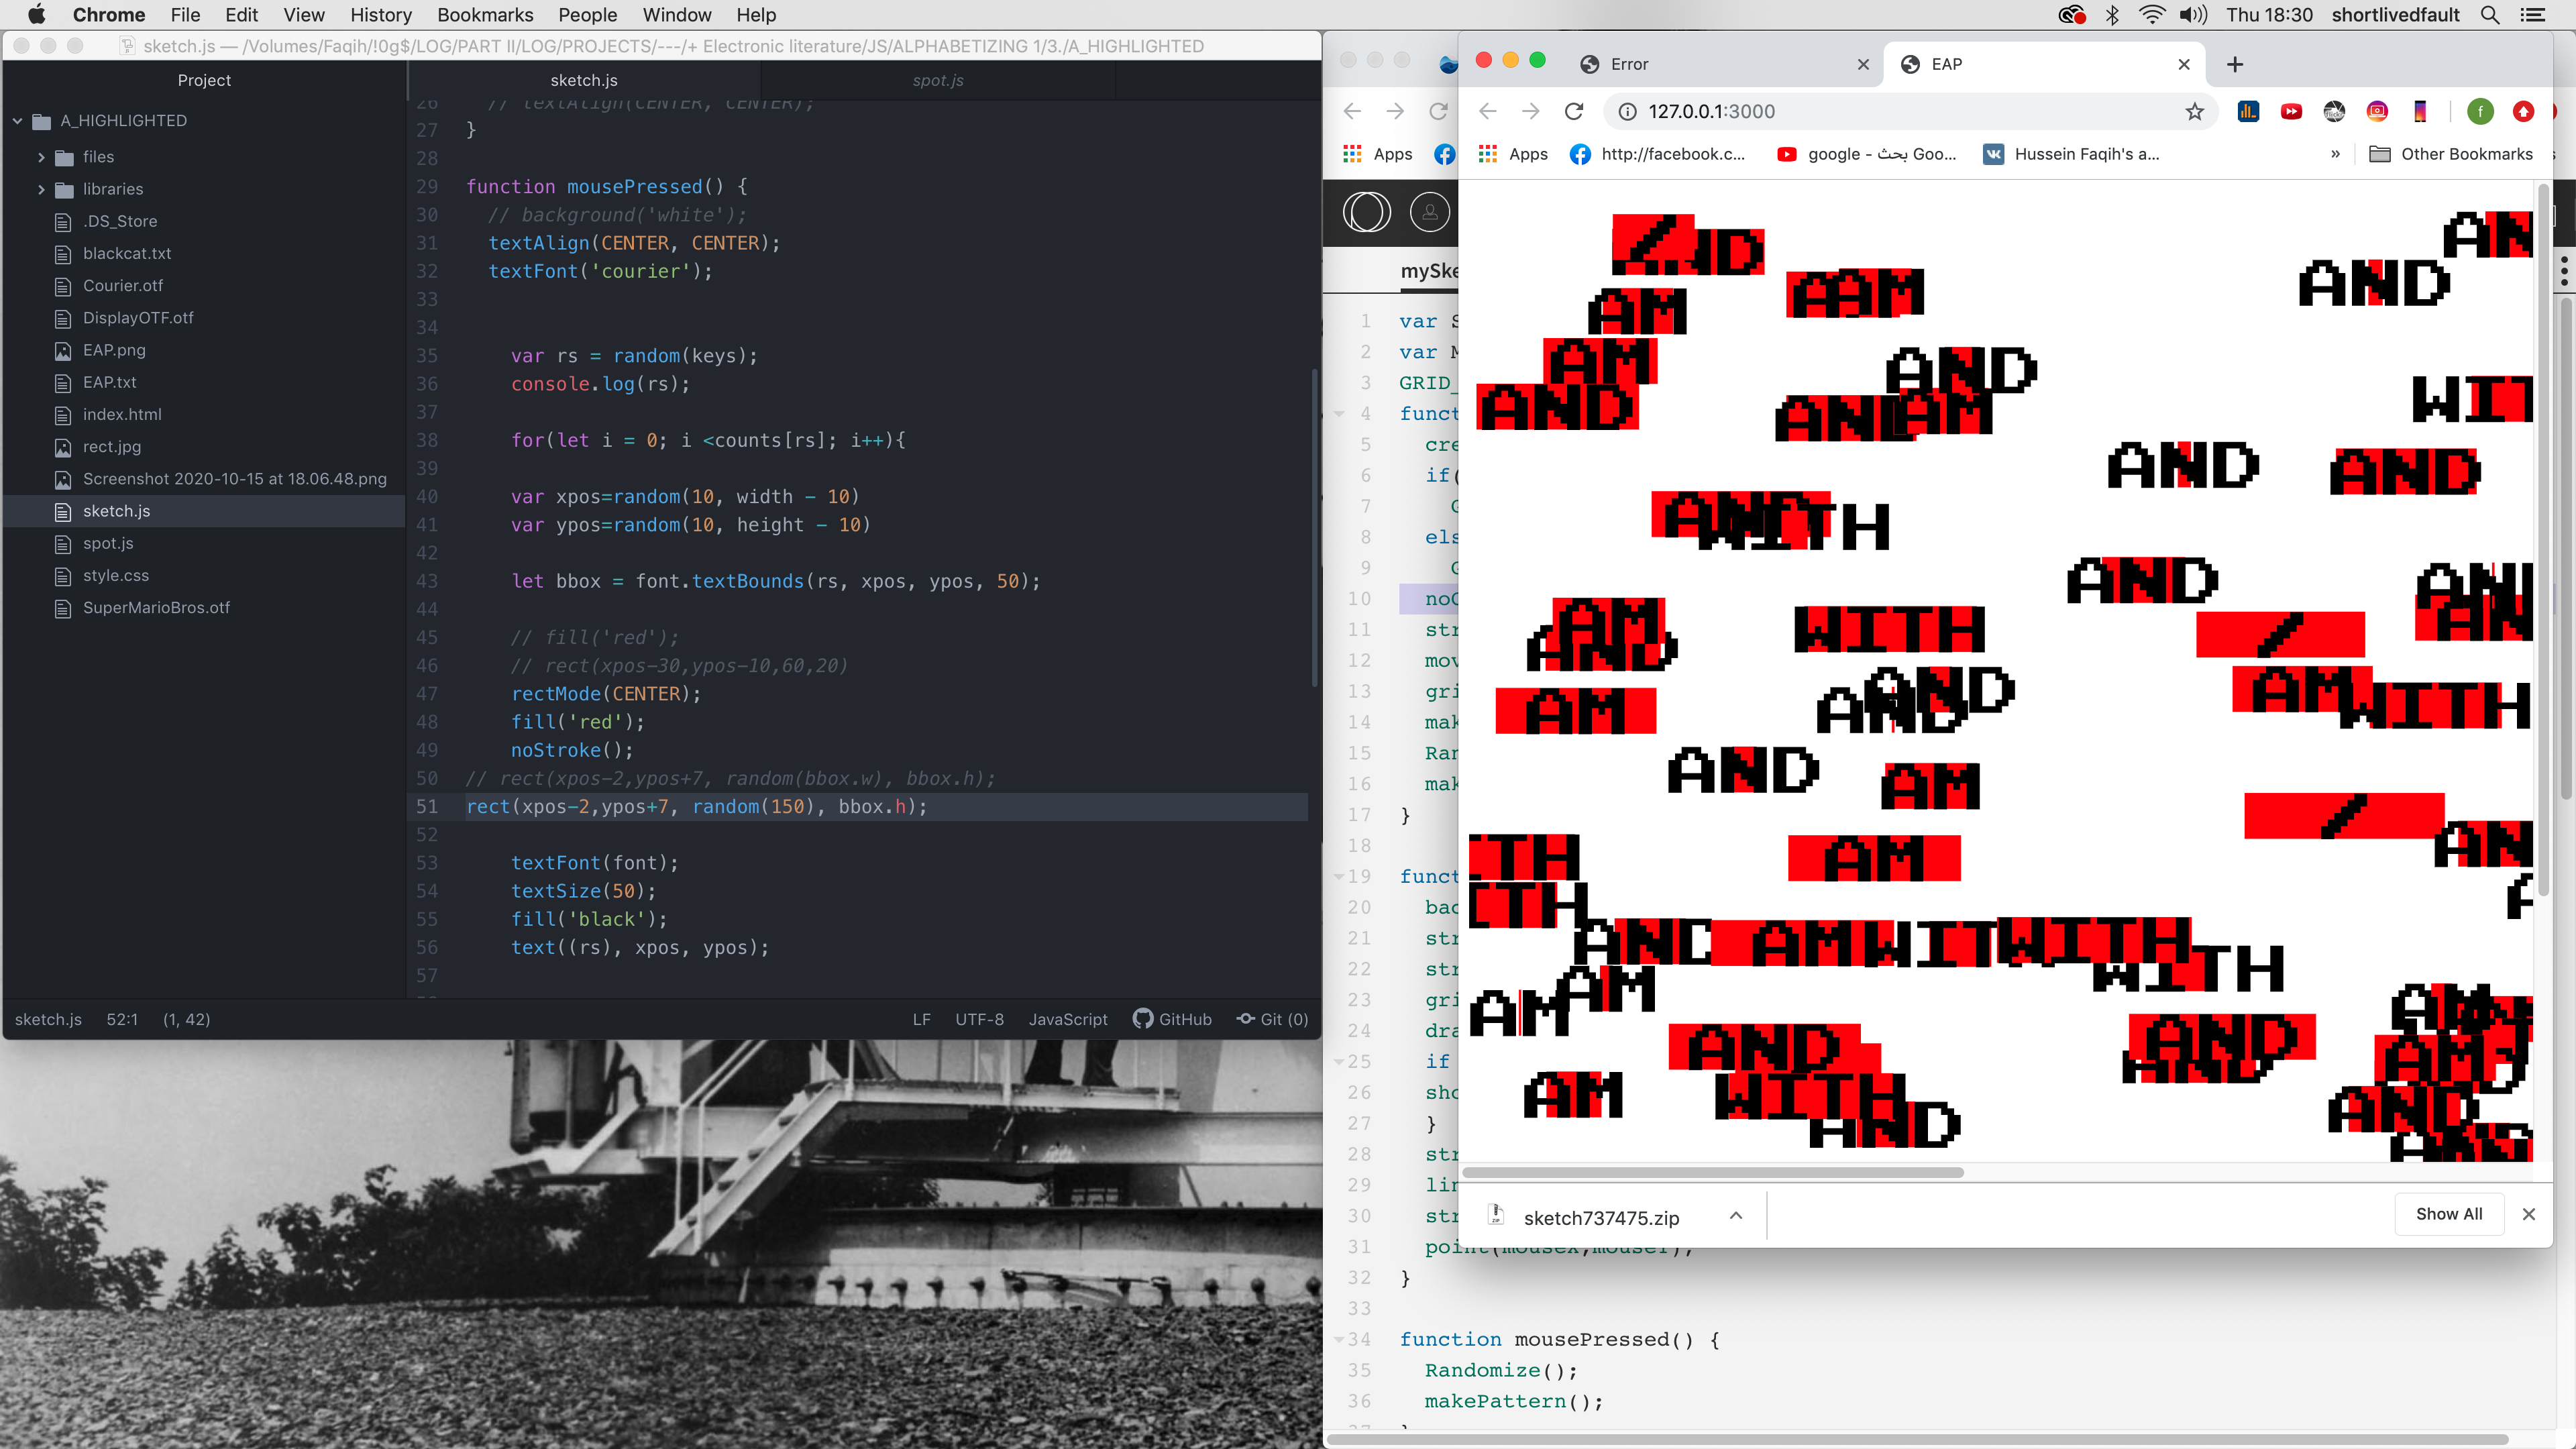 Chrome File Edit View History Bookmarks People Window Help
Thu 18:30 shortlivedfault
sketch.js — /Volumes/Faqih/!0g$/LOG/PART II/LOG/PROJECTS/---/+ Electronic literature/JS/ALPHABETIZING 1/3./A_HIGHLIGHTED
Project
A_HIGHLIGHTED
files
libraries
.DS_Store
blackcat.txt
Courier.otf
DisplayOTF.otf
EAP.png
EAP.txt
index.html
rect.jpg
Screenshot 2020-10-15 at 18.06.48.png
sketch.js
spot.js
style.css
SuperMarioBros.otf
sketch.js spot.js
26 // textAlign(CENTER, CENTER);
27 }
28
29 function mousePressed() {
30 // background('white');
31 textAlign(CENTER, CENTER);
32 textFont('courier');
33
34
35 var rs = random(keys);
36 console.log(rs);
37
38 for(let i = 0; i <counts[rs]; i++){
39
40 var xpos=random(10, width - 10)
41 var ypos=random(10, height - 10)
42
43 let bbox = font.textBounds(rs, xpos, ypos, 50);
44
45 // fill('red');
46 // rect(xpos-30,ypos-10,60,20)
47 rectMode(CENTER);
48 fill('red');
49 noStroke();
50 // rect(xpos-2,ypos+7, random(bbox.w), bbox.h);
51 rect(xpos-2,ypos+7, random(150), bbox.h);
52
53 textFont(font);
54 textSize(50);
55 fill('black');
56 text((rs), xpos, ypos);
57
sketch.js 52:1 (1, 42)
LF UTF-8 JavaScript GitHub Git (0)
Error EAP
127.0.0.1:3000
Apps
Apps http://facebook.c... google - بحث Goo... Hussein Faqih's a... » Other Bookmarks
mySke
1 var S
2 var M
3 GRID_
4 funct
5 cre
6 if(
7 G
8 els
9 G
10 noC
11 str
12 mov
13 gri
14 mak
15 Ran
16 mak
17 }
18
19 funct
20 bac
21 str
22 str
23 gri
24 dra
25 if
26 sho
27 }
28 str
29 lin
30 str
31 point(mouseX,mouseY);
32 }
33
34 function mousePressed() {
35 Randomize();
36 makePattern();
AN
/ ND
AND
AM AAM
AM
AND
WIT
AND
AND AM
AND
AND
AWITH
AND
AN
AM
WITH
/
AN
AM
WITH
AM
AND
AND
AND
AM
/
AN
ITH
AM
ITH
A
AND AM WIT WITH
WITH
AM
AM
AND
AND
AM
AM
WITH
AND
AND
sketch737475.zip
Show All